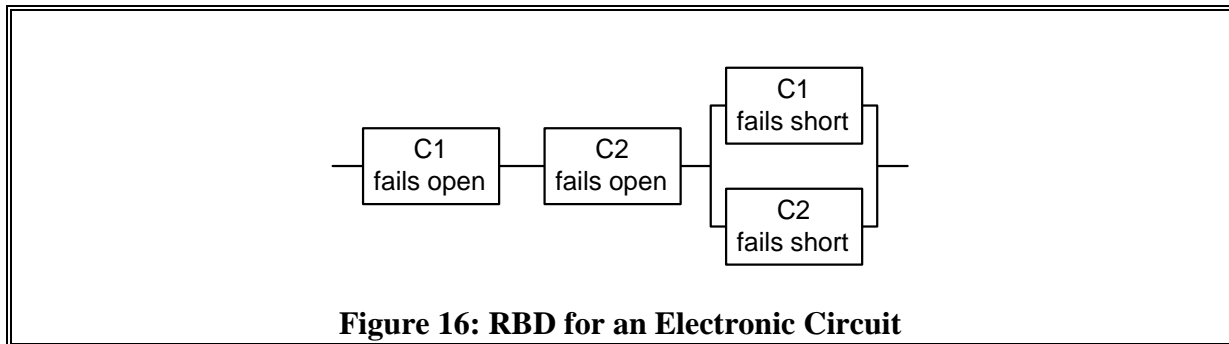 C1
fails open
C2
fails open
C1
fails short
C2
fails short
Figure 16: RBD for an Electronic Circuit